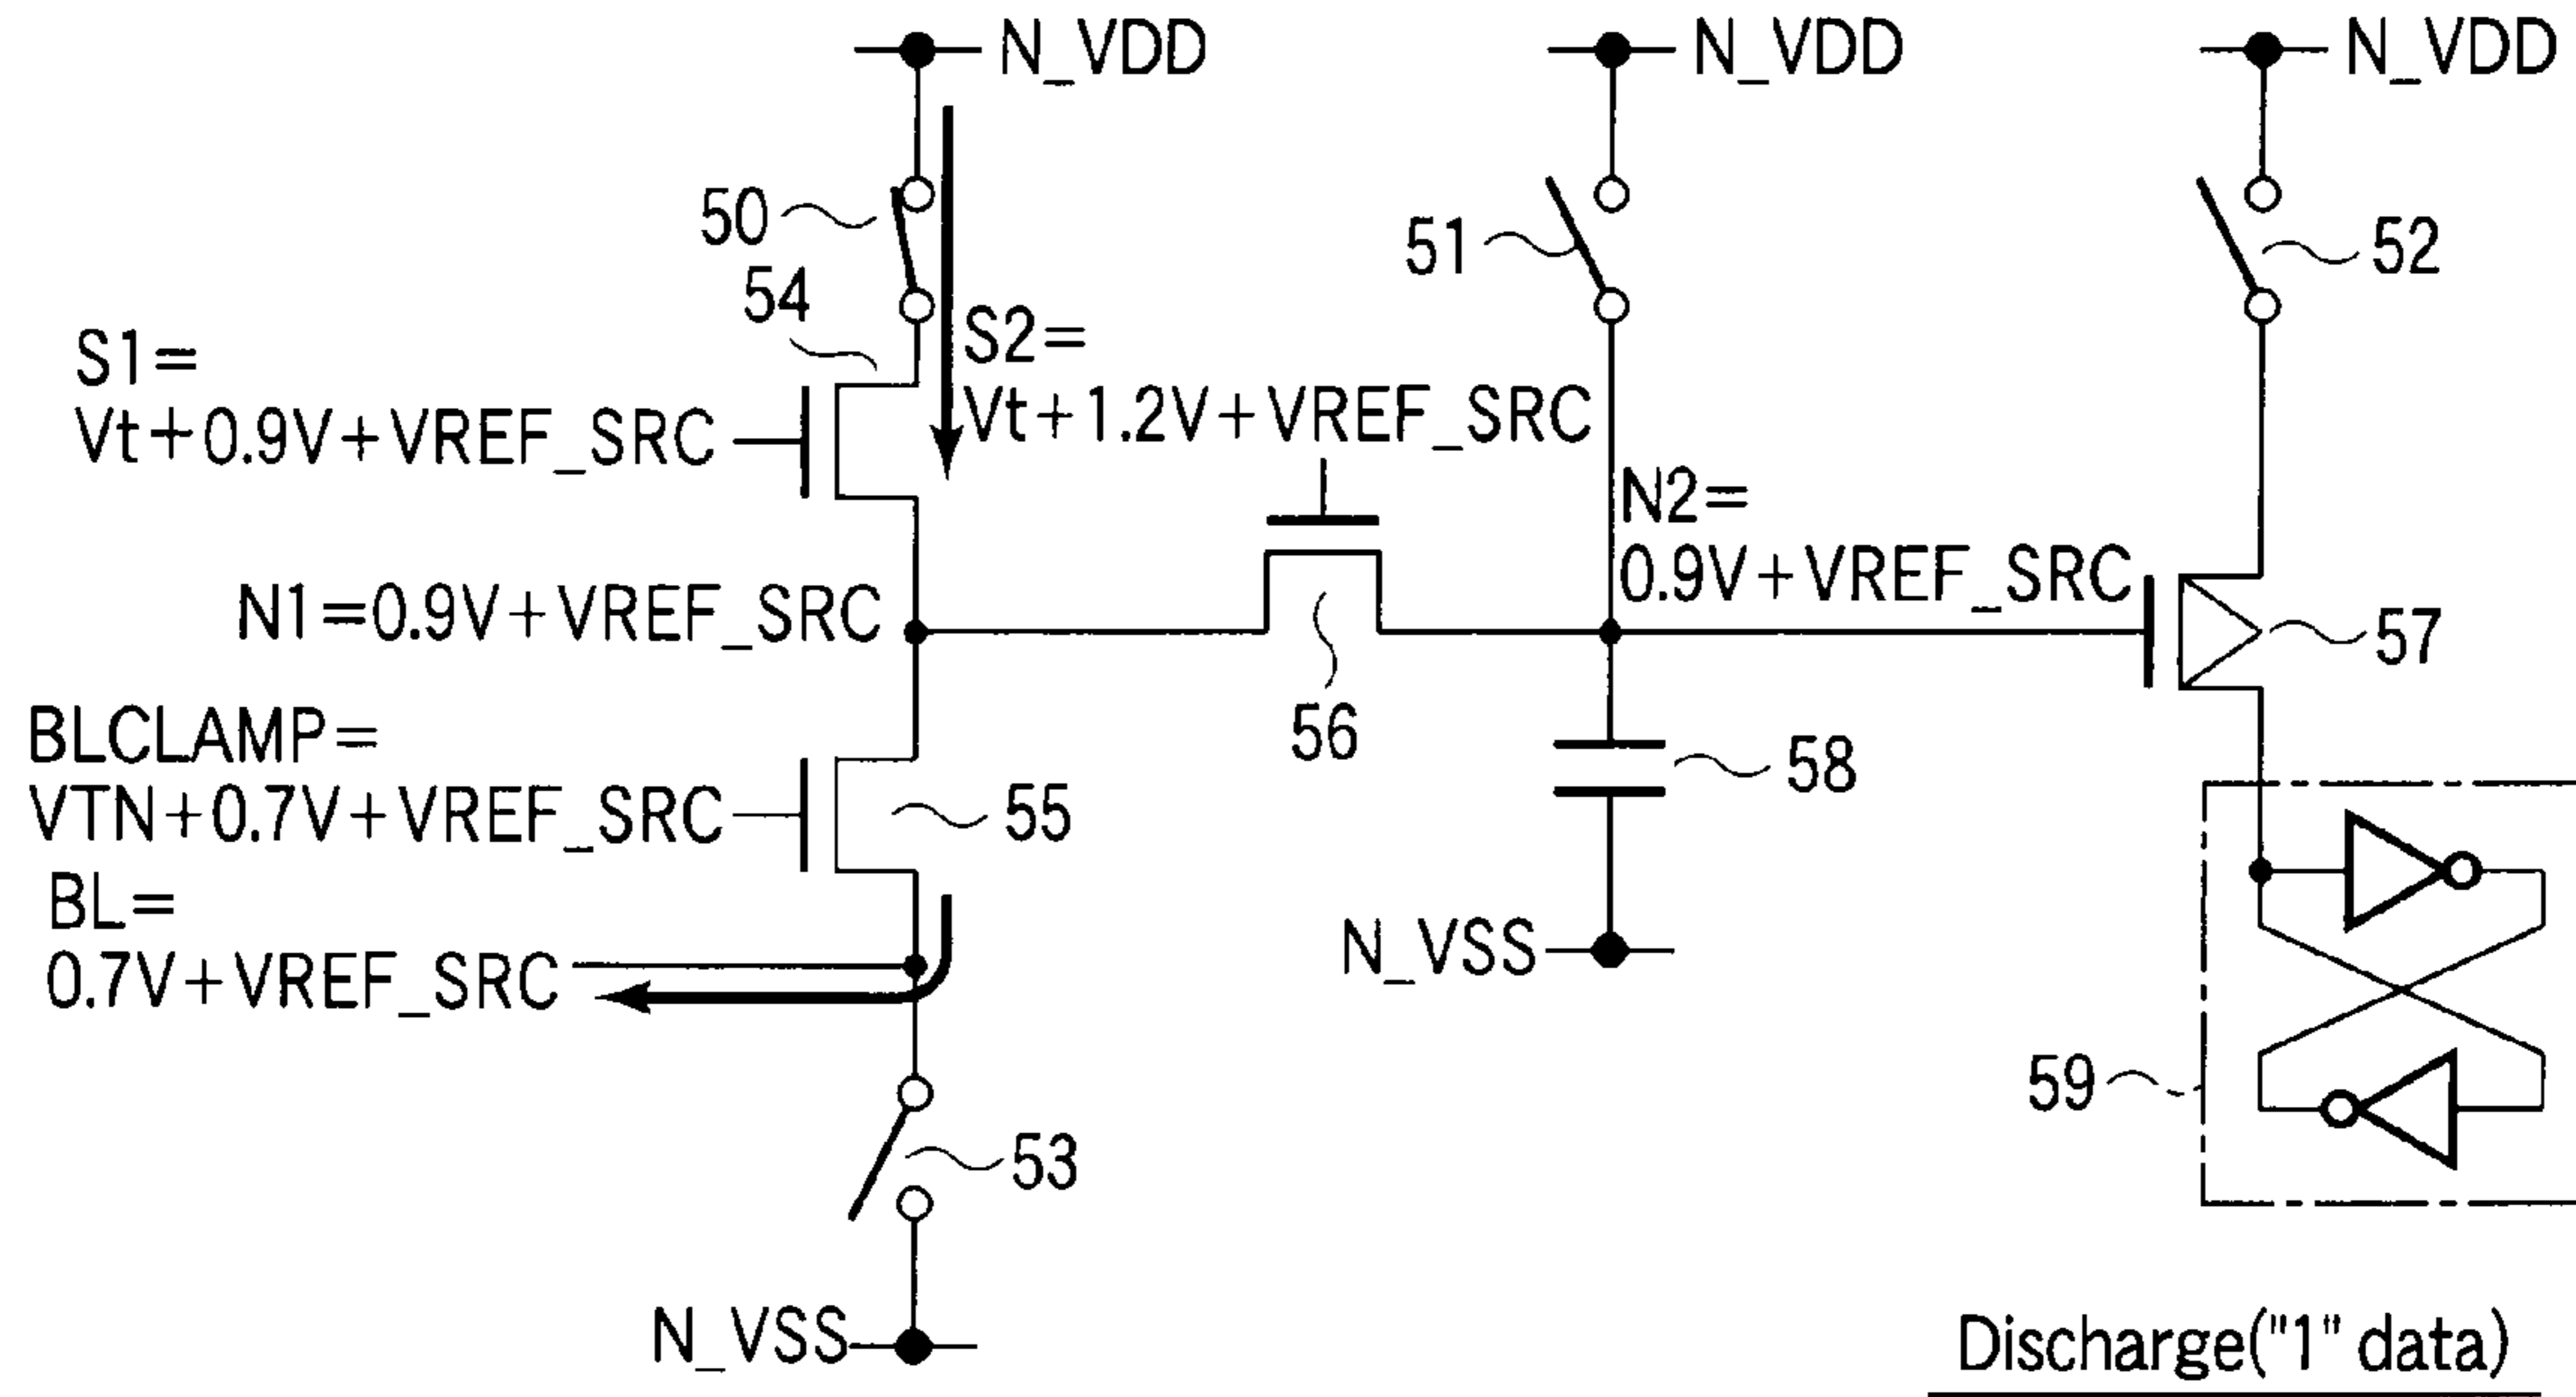 N_VDD
N_VDD
N_VDD
50
51
52
54
S1=
Vt+0.9V+VREF_SRC
S2=
Vt+1.2V+VREF_SRC
N2=
0.9V+VREF_SRC
N1=0.9V+VREF_SRC
57
56
BLCLAMP=
VTN+0.7V+VREF_SRC
55
58
BL=
0.7V+VREF_SRC
N_VSS
59
53
N_VSS
Discharge("1" data)